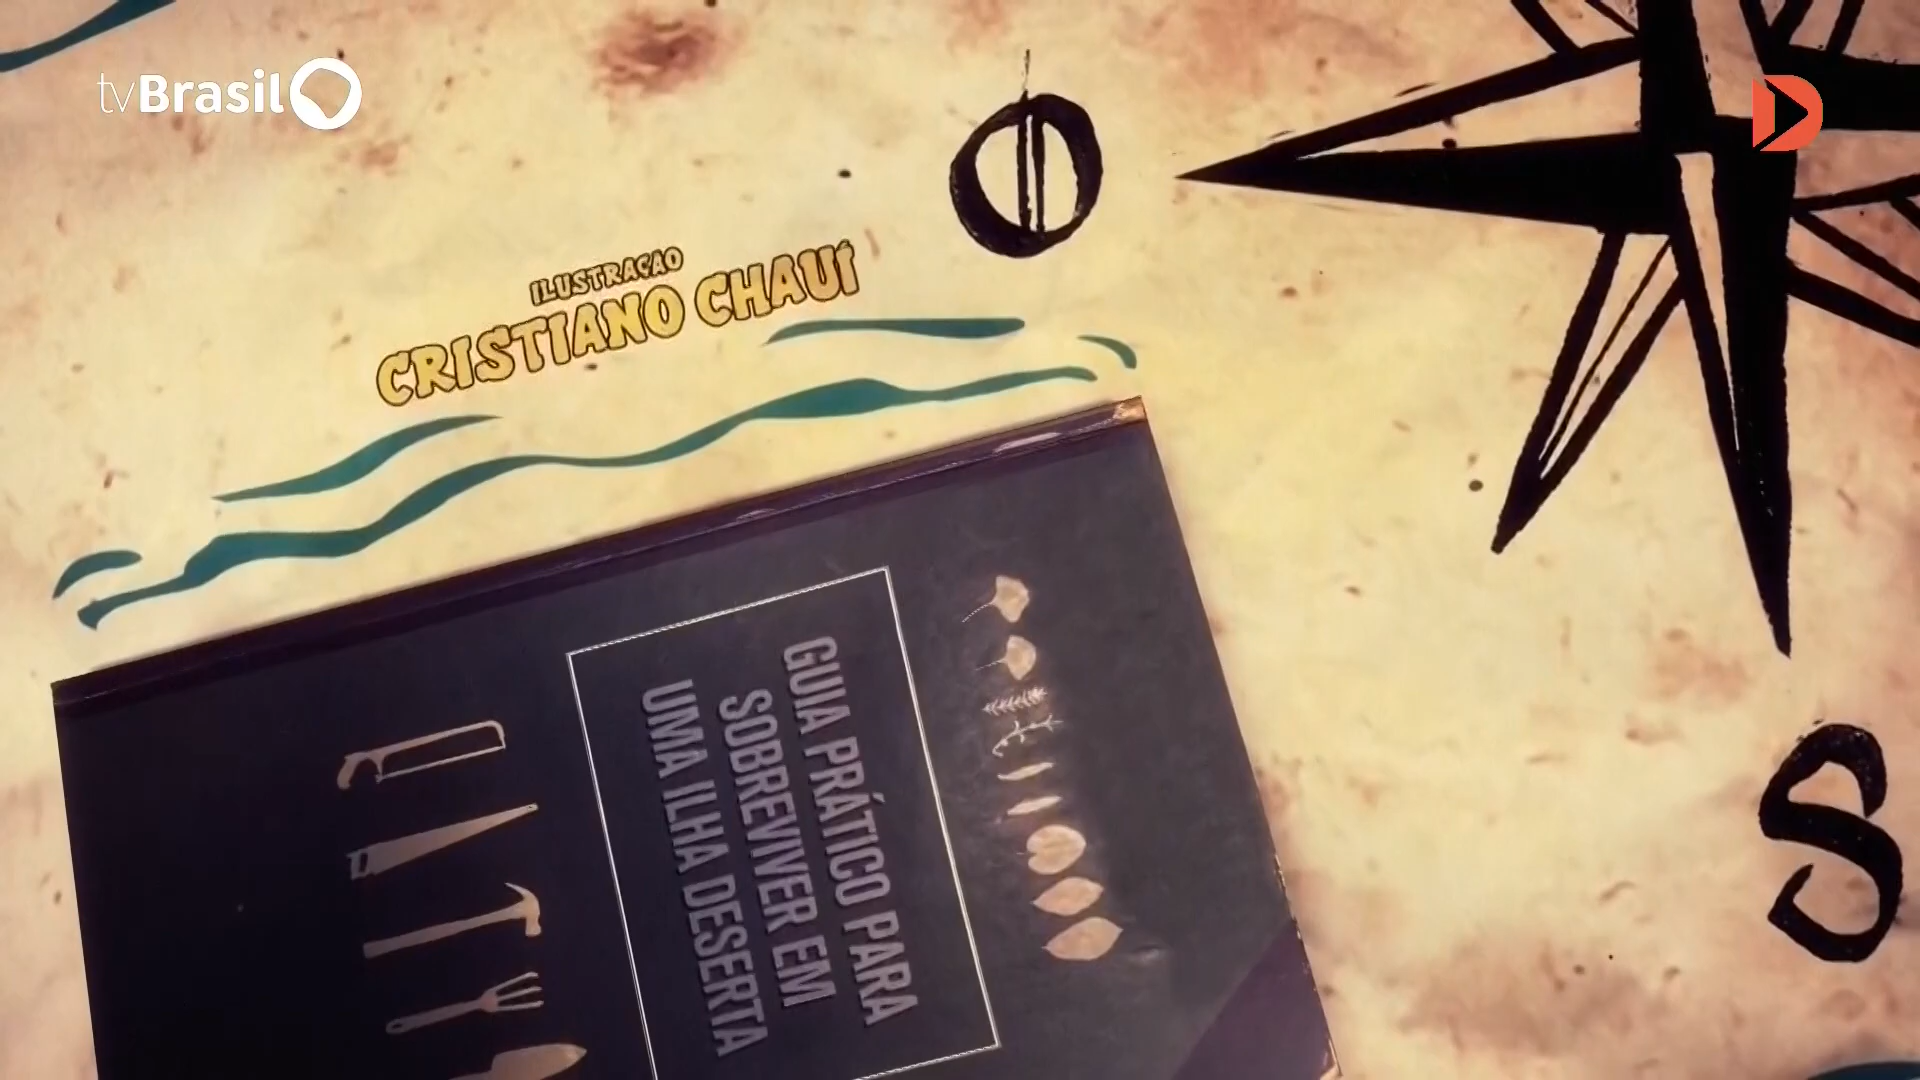 tvBrasil
O
ILUSTRAÇÃO
CRISTIANO CHAUÍ
GUIA PRÁTICO PARA
SOBREVIVER EM
UMA ILHA DESERTA
S